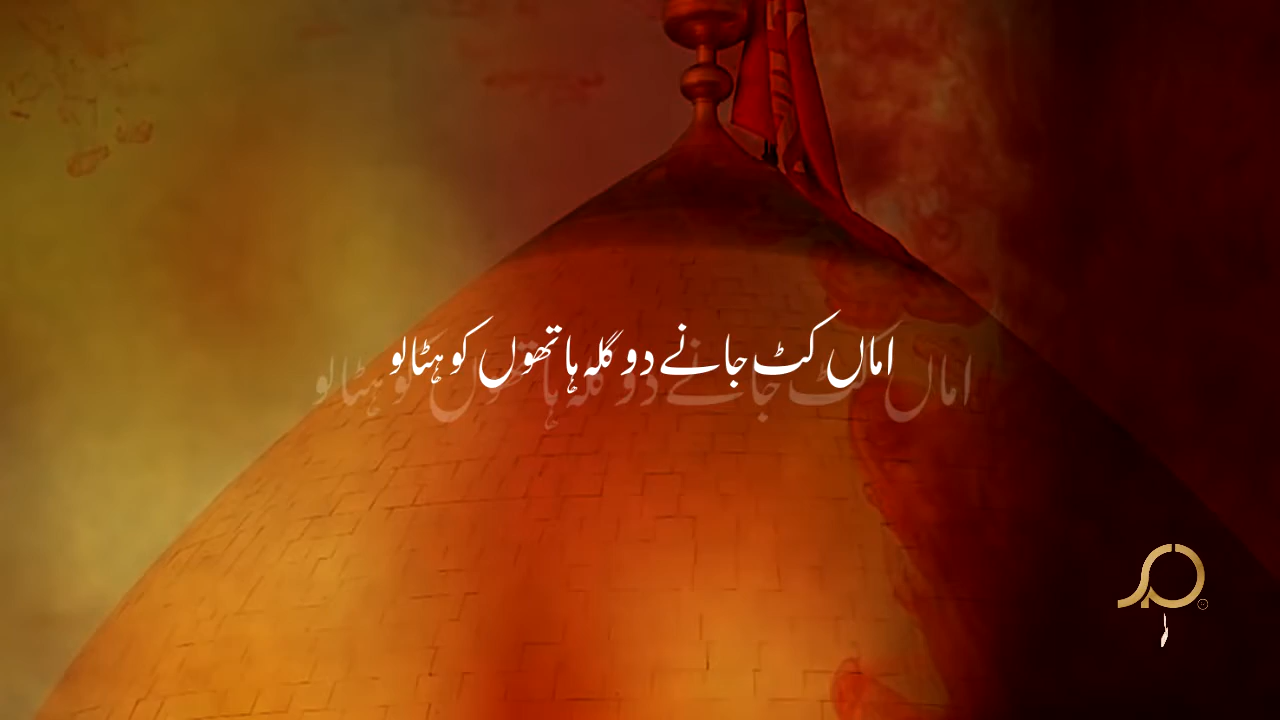 اماں کٹ جانے دو گلہ ہاتھوں کو ہٹالو